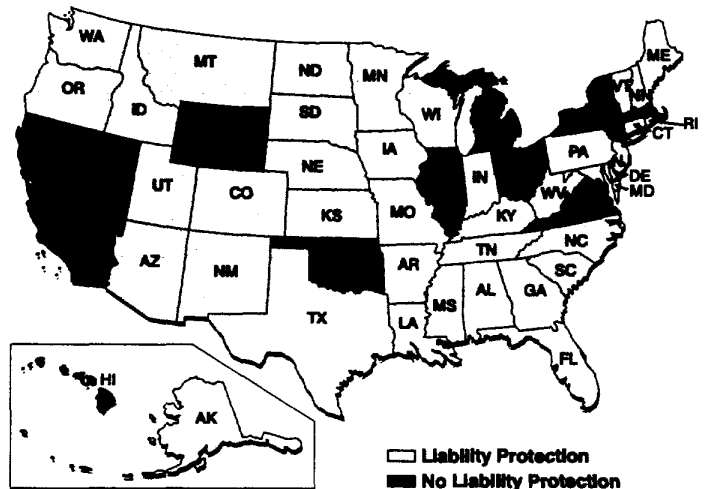 WA
MT
ND
MN
ME
OR
ID
SD
WI
VT
NH
RI
CT
IA
PA
NJ
NE
UT
CO
IN
WV
DE
MD
KS
MO
KY
AZ
NM
TN
NC
AR
SC
TX
LA
MS
AL
GA
FL
HI
AK
Liability Protection
No Liability Protection